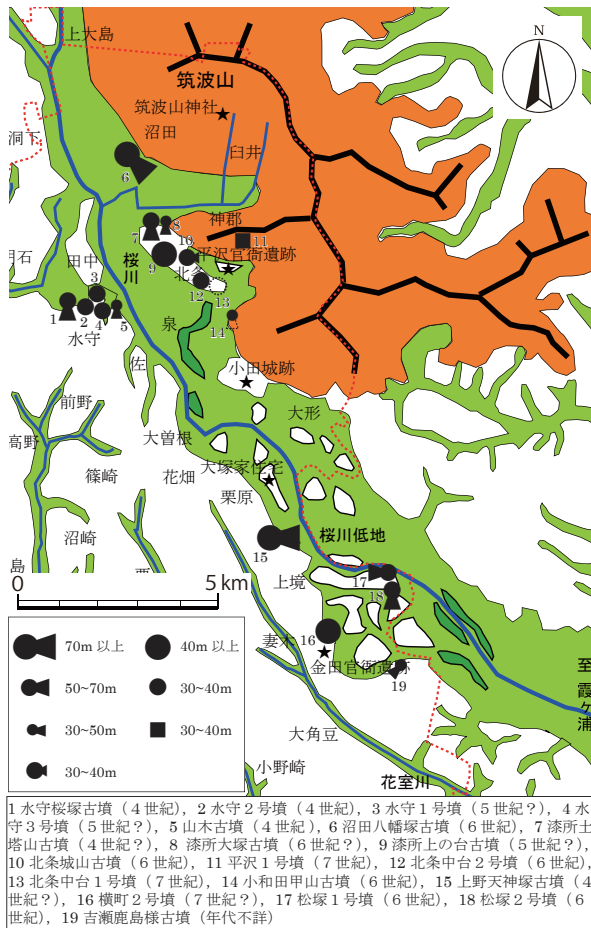 上大島
N
筑波山
筑波山神社
沼田
臼井
洞下
6
7
8
神郡
10
11
9
平沢官衙遺跡
北条
12
13
14
田中
桜川
3
1
2
4
5
水守
泉
佐
小田城跡
前野
高野
大形
大曽根
大塚家住宅
花畑
篠崎
栗原
沼崎
島
桜川低地
15
0
5 km
上境
17
18
妻木
16
金田官衙遺跡
19
至霞ヶ浦
大角豆
小野崎
花室川
70m 以上
40m 以上
50~70m
30~40m
30~50m
30~40m
30~40m
1 水守桜塚古墳（4世紀），2 水守2号墳（4世紀），3 水守1号墳（5世紀？），4 水
守3号墳（5世紀？），5 山木古墳（4世紀），6 沼田八幡塚古墳（6世紀），7 漆所土
塔山古墳（4世紀？），8 漆所大塚古墳（6世紀？），9 漆所上の台古墳（5世紀？），
10 北条城山古墳（6世紀），11 平沢1号墳（7世紀），12 北条中台2号墳（6世紀），
13 北条中台1号墳（7世紀），14 小和田甲山古墳（6世紀），15 上野天神塚古墳（4
世紀？），16 横町2号墳（7世紀？），17 松塚1号墳（6世紀），18 松塚2号墳（6
世紀），19 吉瀬鹿島様古墳（年代不詳）